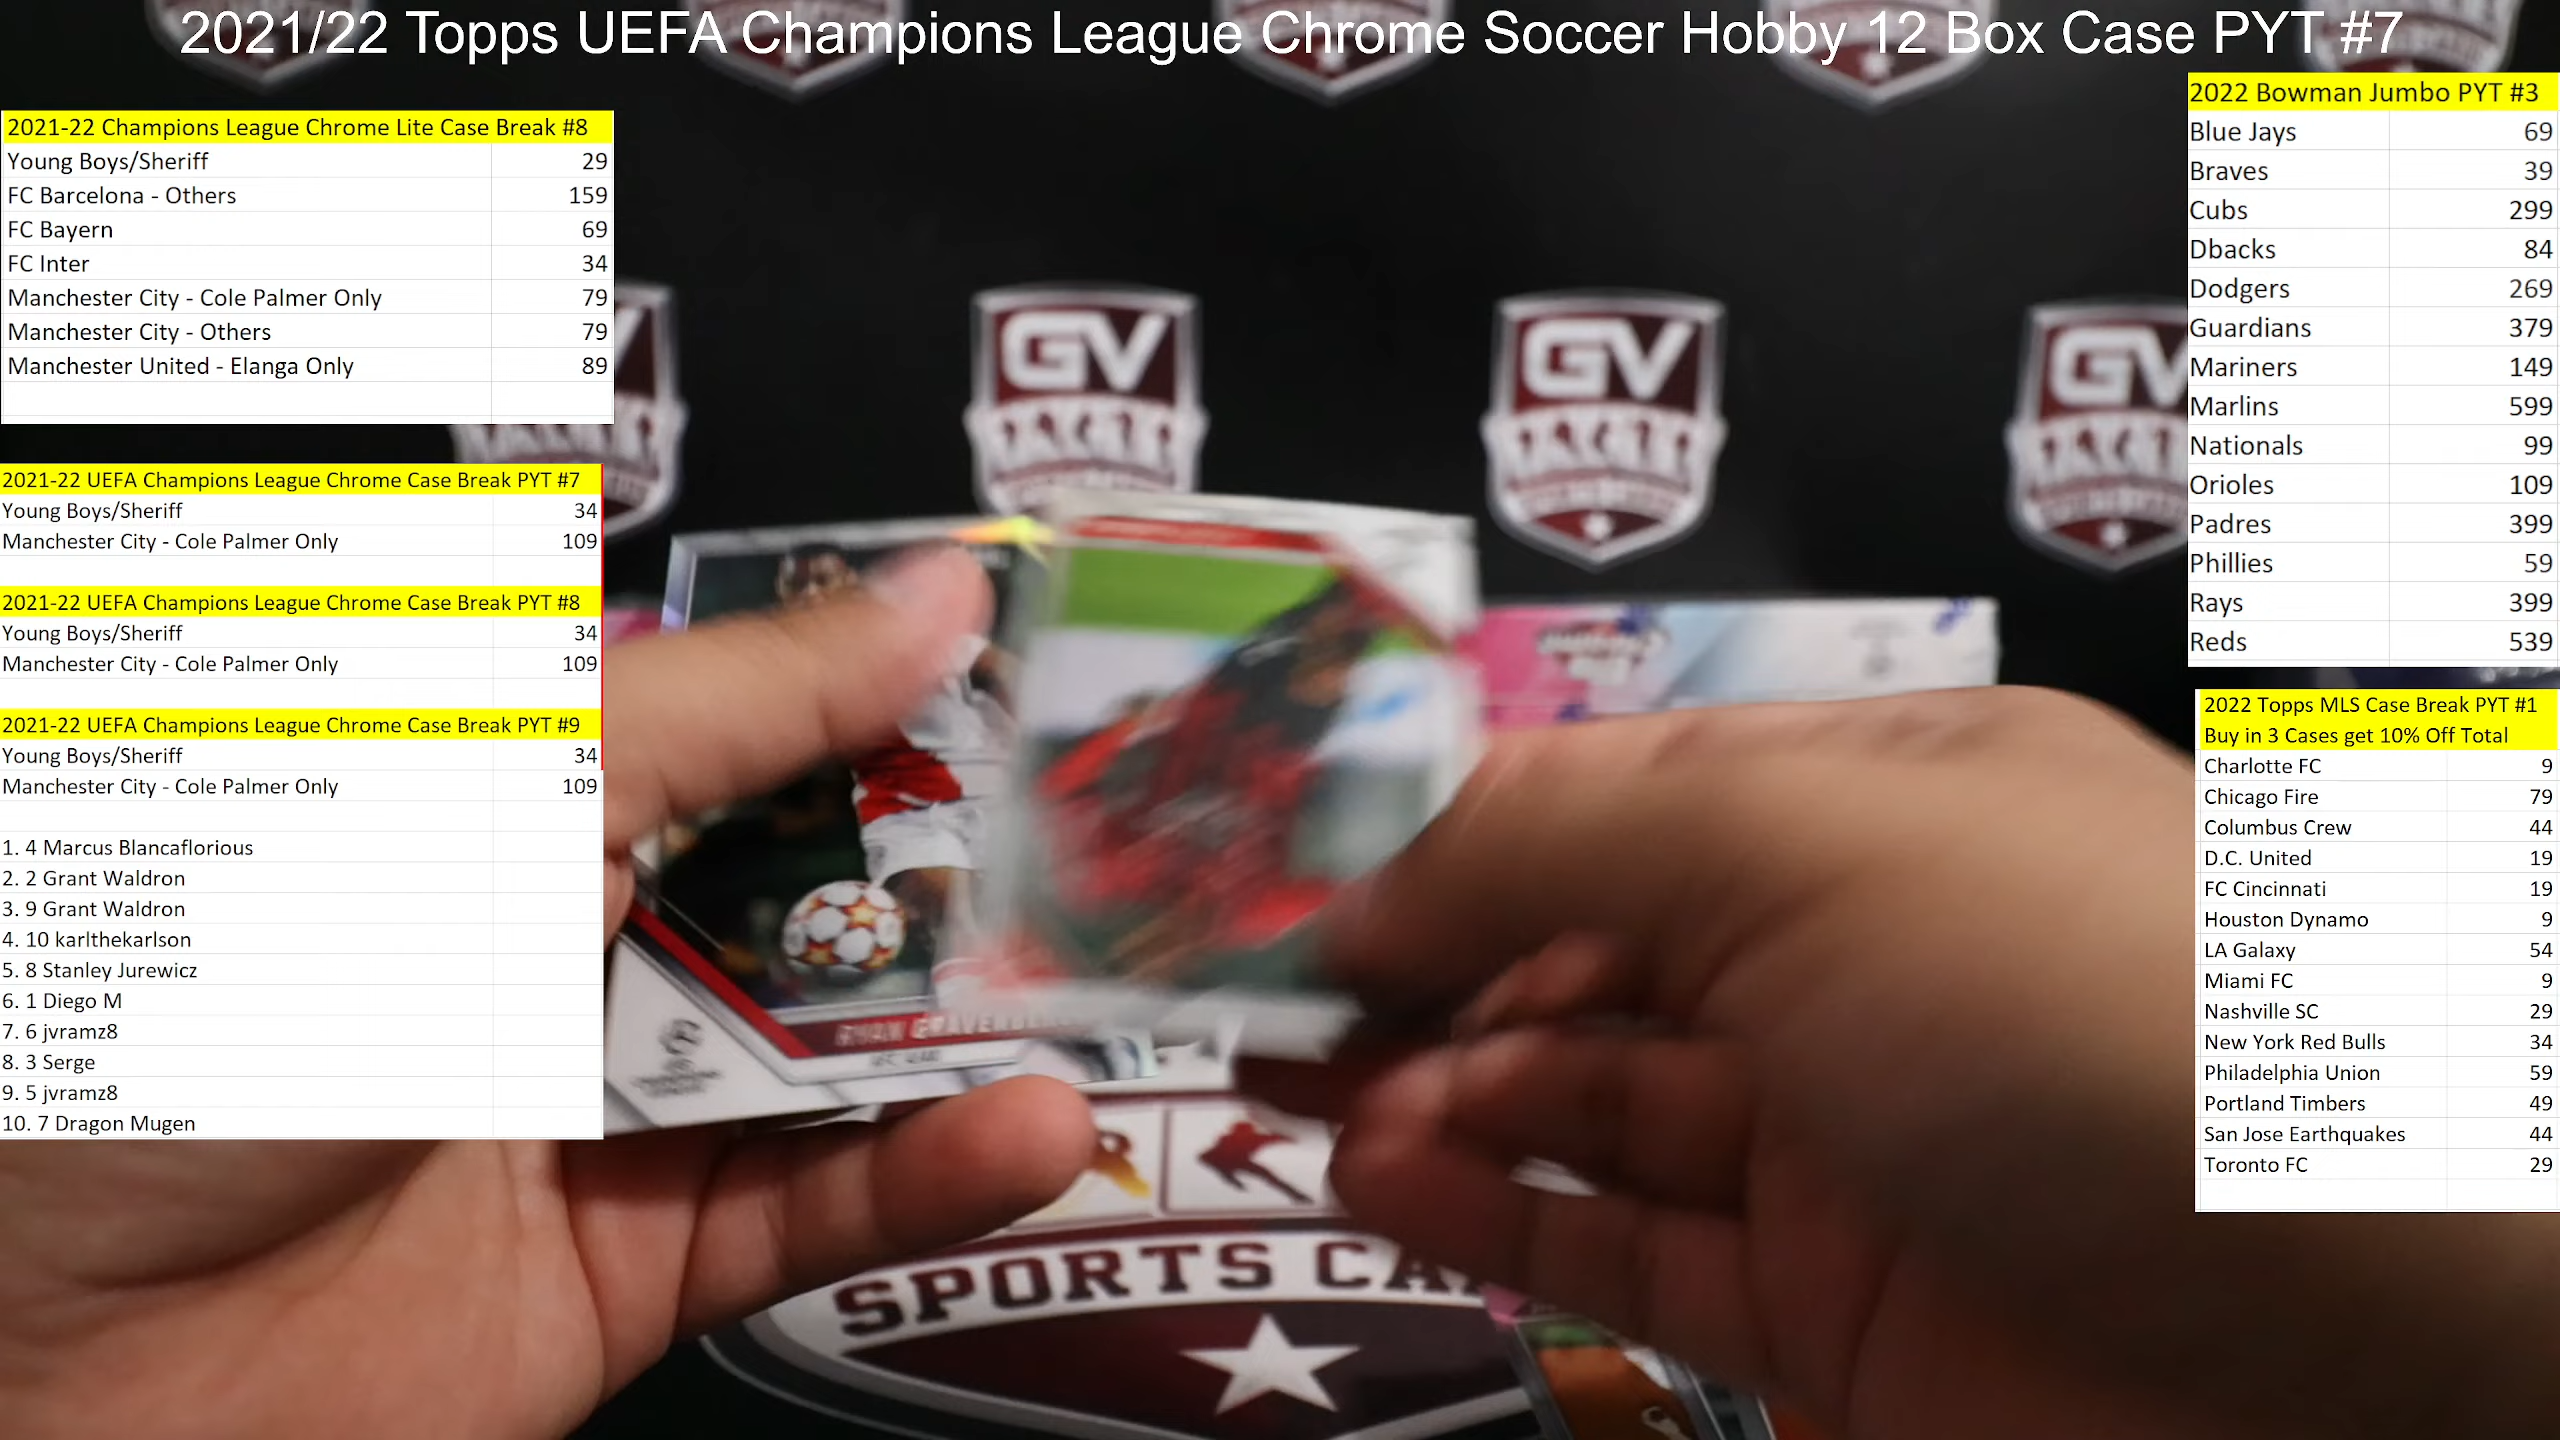 2021/22 Topps UEFA Champions League Chrome Soccer Hobby 12 Box Case PYT #7
2021-22 Champions League Chrome Lite Case Break #8
Young Boys/Sheriff 29
FC Barcelona - Others 159
FC Bayern 69
FC Inter 34
Manchester City - Cole Palmer Only 79
Manchester City - Others 79
Manchester United - Elanga Only 89
2021-22 UEFA Champions League Chrome Case Break PYT #7
Young Boys/Sheriff 34
Manchester City - Cole Palmer Only 109
2021-22 UEFA Champions League Chrome Case Break PYT #8
Young Boys/Sheriff 34
Manchester City - Cole Palmer Only 109
2021-22 UEFA Champions League Chrome Case Break PYT #9
Young Boys/Sheriff 34
Manchester City - Cole Palmer Only 109
1. 4 Marcus Blancaflorious
2. 2 Grant Waldron
3. 9 Grant Waldron
4. 10 karlthekarlson
5. 8 Stanley Jurewicz
6. 1 Diego M
7. 6 jvramz8
8. 3 Serge
9. 5 jvramz8
10. 7 Dragon Mugen
2022 Bowman Jumbo PYT #3
Blue Jays 69
Braves 39
Cubs 299
Dbacks 84
Dodgers 269
Guardians 379
Mariners 149
Marlins 599
Nationals 99
Orioles 109
Padres 399
Phillies 59
Rays 399
Reds 539
2022 Topps MLS Case Break PYT #1
Buy in 3 Cases get 10% Off Total
Charlotte FC 9
Chicago Fire 79
Columbus Crew 44
D.C. United 19
FC Cincinnati 19
Houston Dynamo 9
LA Galaxy 54
Miami FC 9
Nashville SC 29
New York Red Bulls 34
Philadelphia Union 59
Portland Timbers 49
San Jose Earthquakes 44
Toronto FC 29
GV
GV
GV
RYAN
SPORTS